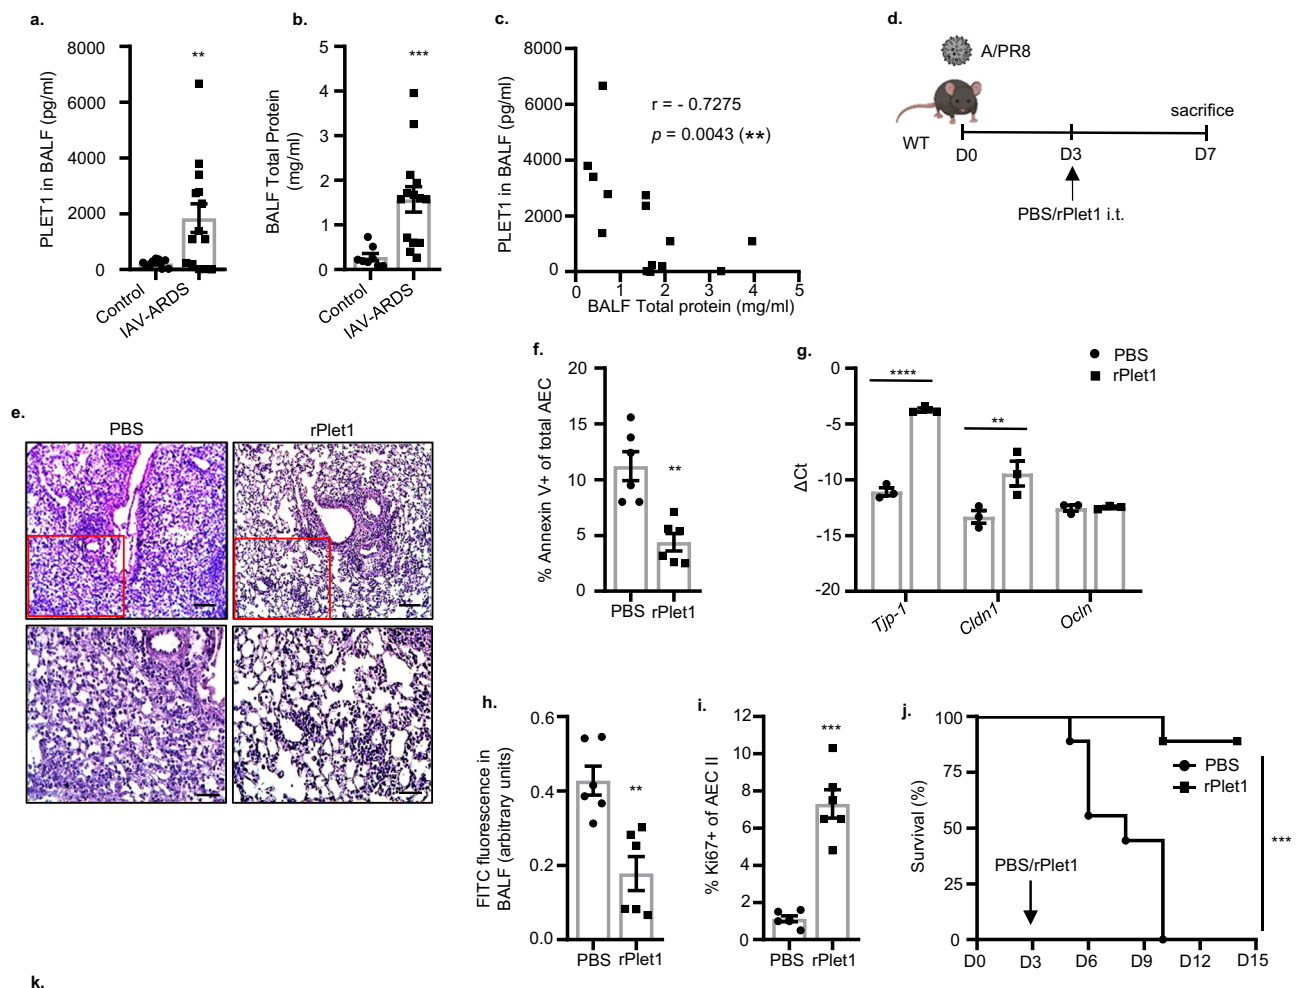 a.
PLET1 in BALF (pg/ml)
8000
6000
4000
2000
0
**
Control
IAV-ARDS
b.
BALF Total Protein
(mg/ml)
5
4
3
2
1
0
***
Control
IAV-ARDS
c.
PLET1 in BALF (pg/ml)
8000
6000
4000
2000
0
r = - 0.7275
p = 0.0043 (**)
0 1 2 3 4 5
BALF Total protein (mg/ml)
d.
A/PR8
WT
sacrifice
D0 D3 D7
PBS/rPlet1 i.t.
e.
PBS rPlet1
f.
% Annexin V+ of total AEC
20
15
10
5
0
**
PBS rPlet1
g.
PBS
rPlet1
ΔCt
0
-5
-10
-15
-20
****
**
Tjp-1
Cldn1
Ocln
h.
FITC fluorescence in
BALF (arbitrary units)
0.6
0.4
0.2
0.0
**
PBS rPlet1
i.
% Ki67+ of AEC II
12
10
8
6
4
2
0
***
PBS rPlet1
j.
Survival (%)
100
75
50
25
0
PBS
rPlet1
PBS/rPlet1
***
D0 D3 D6 D9 D12 D15
k.